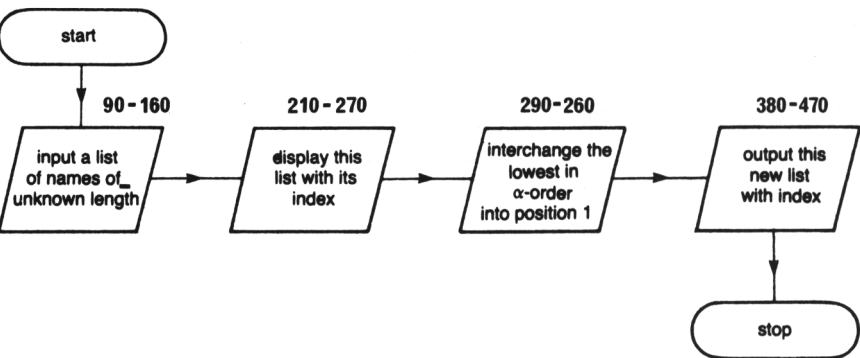 start
90-160
210-270
290-260
380-470
input a list
of names of_
unknown length
display this
list with its
index
interchange the
lowest in
α-order
into position 1
output this
new list
with index
stop